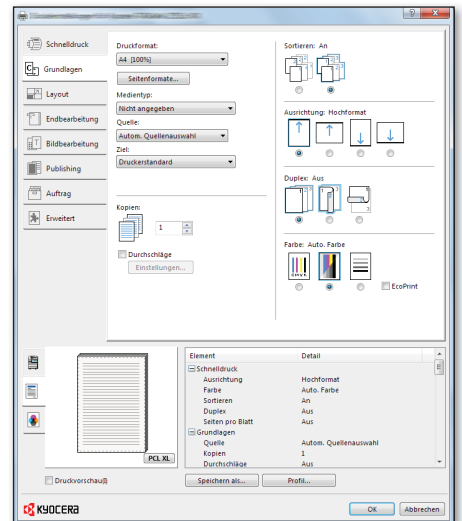 Schnelldruck
Grundlagen
Layout
Endbearbeitung
Bildbearbeitung
Publishing
Auftrag
Erweitert
Druckformat:
A4 [100%]
Seitenformate...
Medientyp:
Nicht angegeben
Quelle:
Autom. Quellenauswahl
Ziel:
Druckerstandard
Kopien:
1
Durchschläge
Einstellungen...
Sortieren: An
Ausrichtung: Hochformat
Duplex: Aus
Farbe: Auto. Farbe
CMYK
EcoPrint
PCL XL
Druckvorschau(I)
Element Detail
Schnelldruck
Ausrichtung Hochformat
Farbe Auto. Farbe
Sortieren An
Duplex Aus
Seiten pro Blatt Aus
Grundlagen
Quelle Autom. Quellenauswahl
Kopien 1
Durchschläge Aus
Speichern als... Profil...
KYOCERA
OK Abbrechen